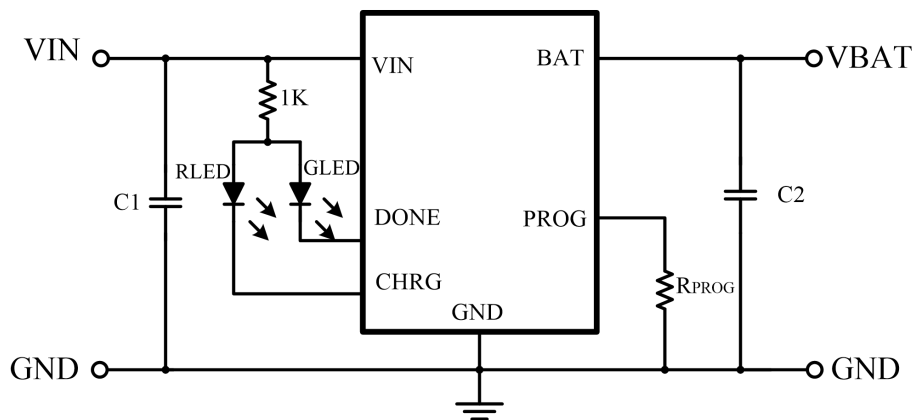 VIN
VIN
BAT
VBAT
1K
RLED
GLED
C1
DONE
PROG
C2
CHRG
RPROG
GND
GND
GND